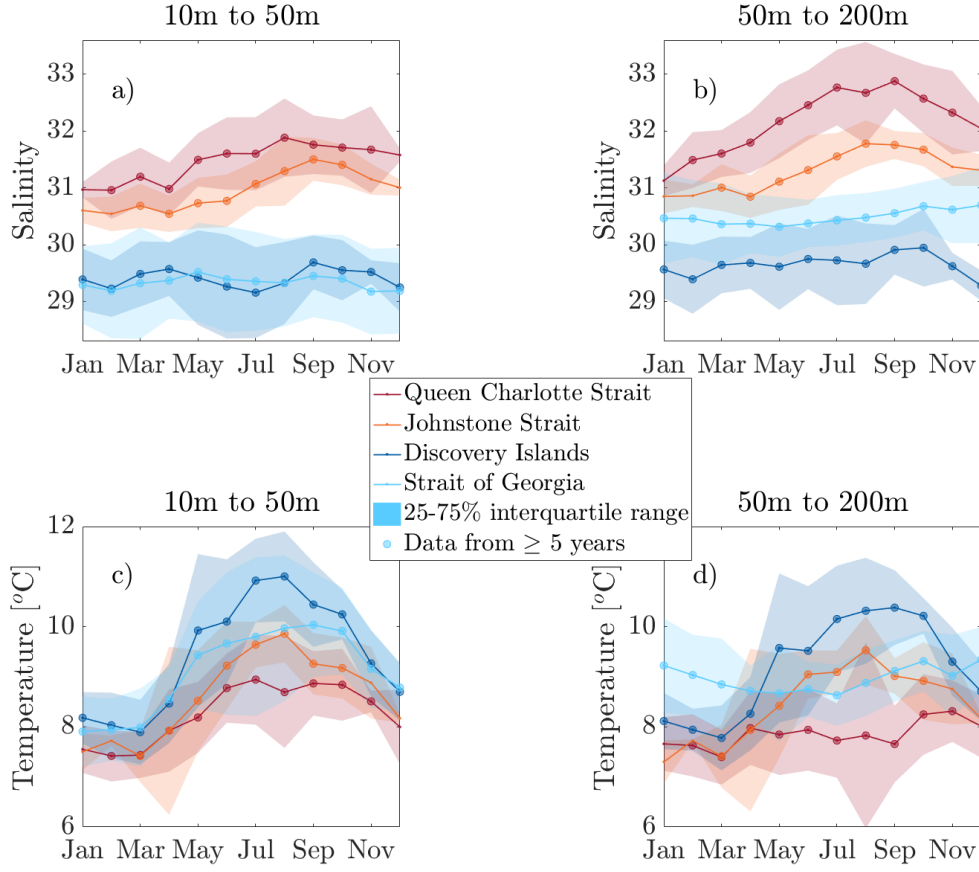 10m to 50m
50m to 200m
a)
b)
Salinity
33
32
31
30
29
Jan Mar May Jul Sep Nov
Salinity
33
32
31
30
29
Jan Mar May Jul Sep Nov
Queen Charlotte Strait
Johnstone Strait
Discovery Islands
Strait of Georgia
25-75% interquartile range
Data from ≥ 5 years
10m to 50m
50m to 200m
c)
d)
Temperature [°C]
12
10
8
6
Jan Mar May Jul Sep Nov
Temperature [°C]
10
8
6
Jan Mar May Jul Sep Nov